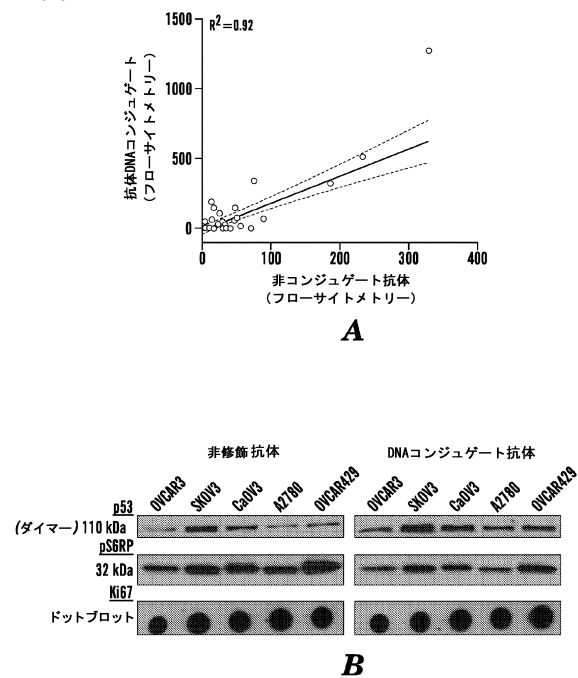 R²=0.92
1500
1000
500
0
抗体DNAコンジュゲート
(フローサイトメトリー)
0 100 200 300 400
非コンジュゲート抗体
(フローサイトメトリー)
A
非修飾抗体 DNAコンジュゲート抗体
OVCAR3 SKOV3 CaOV3 A2780 OVCAR429 OVCAR3 SKOV3 CaOV3 A2780 OVCAR429
p53
(ダイマー) 110 kDa
pS6RP
32 kDa
Ki67
ドットブロット
B